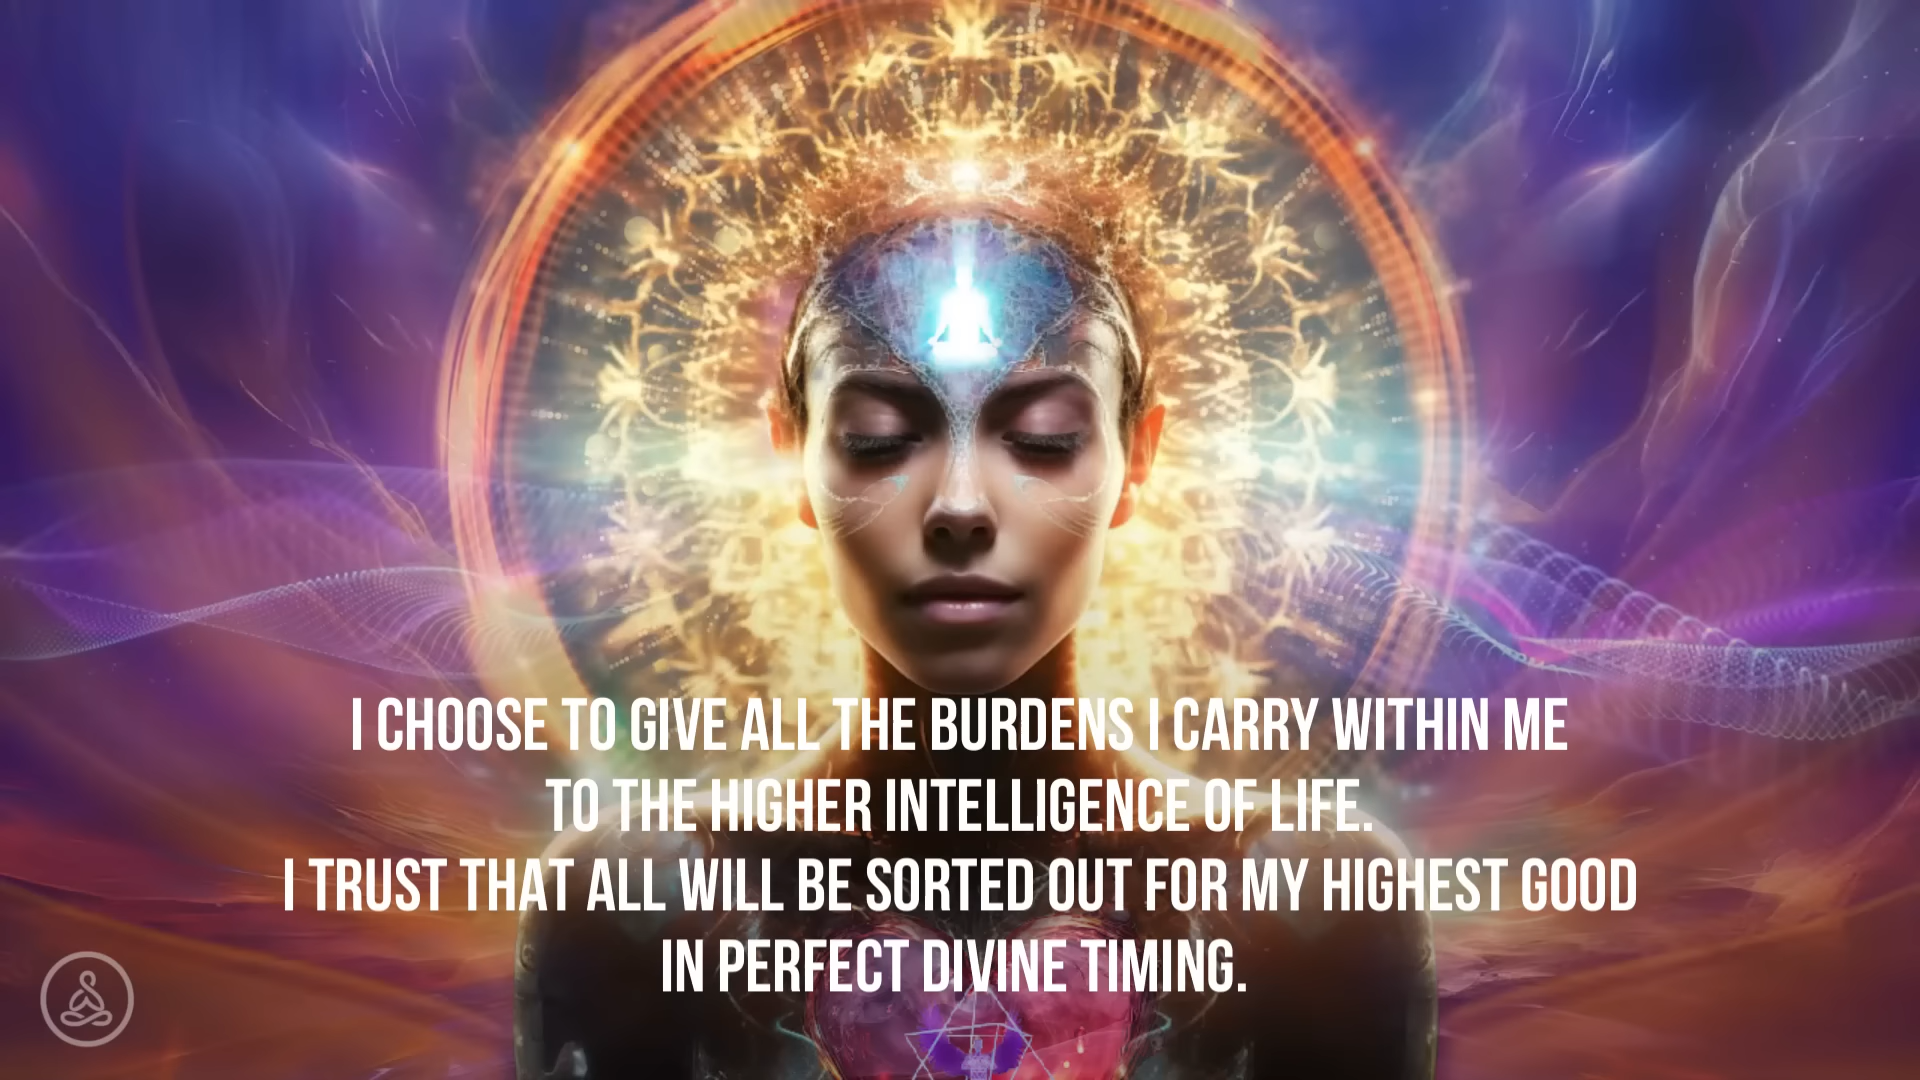 I CHOOSE TO GIVE ALL THE BURDENS I CARRY WITHIN ME
TO THE HIGHER INTELLIGENCE OF LIFE.
I TRUST THAT ALL WILL BE SORTED OUT FOR MY HIGHEST GOOD
IN PERFECT DIVINE TIMING.